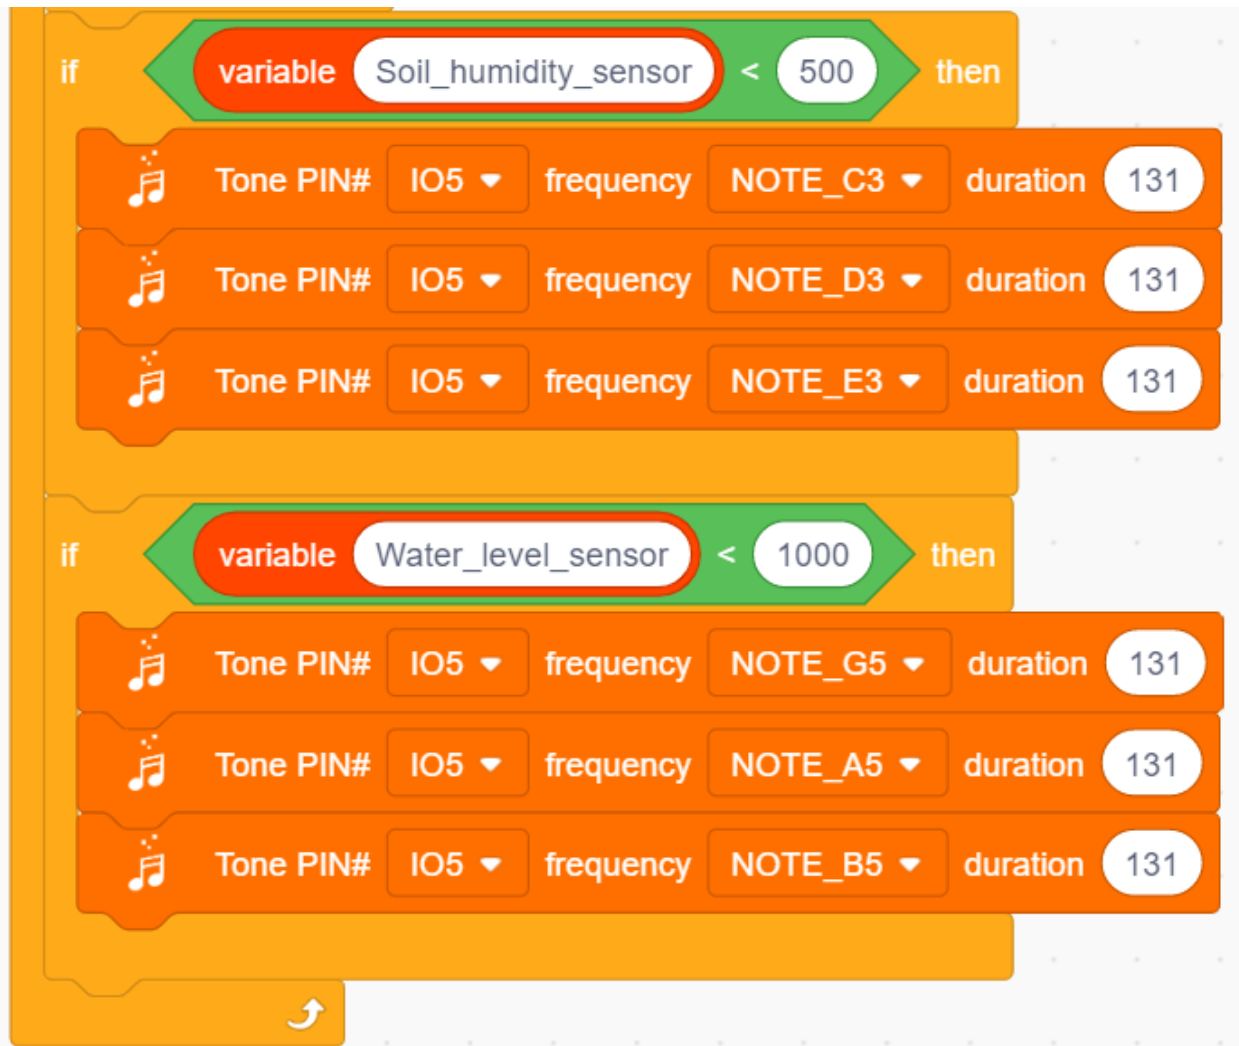 if variable Soil_humidity_sensor < 500 then
Tone PIN# IO5 frequency NOTE_C3 duration 131
Tone PIN# IO5 frequency NOTE_D3 duration 131
Tone PIN# IO5 frequency NOTE_E3 duration 131
if variable Water_level_sensor < 1000 then
Tone PIN# IO5 frequency NOTE_G5 duration 131
Tone PIN# IO5 frequency NOTE_A5 duration 131
Tone PIN# IO5 frequency NOTE_B5 duration 131